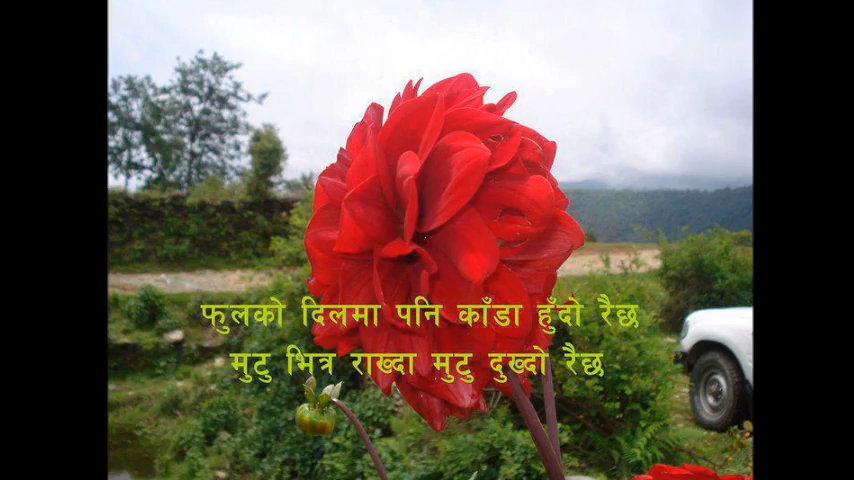 फुलको दिलमा पनि काँडा हुँदो रैछ
मुटु भित्र राख्दा मुटु दुख्दो रैछ